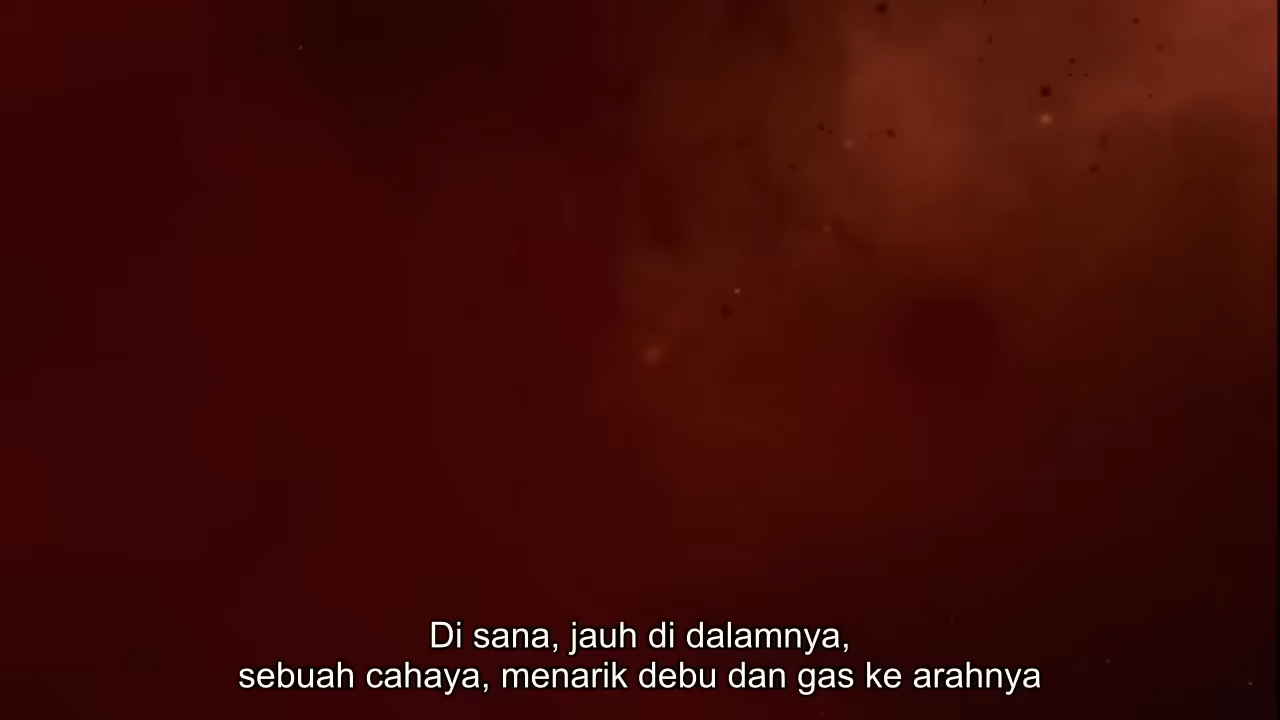 Di sana, jauh di dalamnya,
sebuah cahaya, menarik debu dan gas ke arahnya